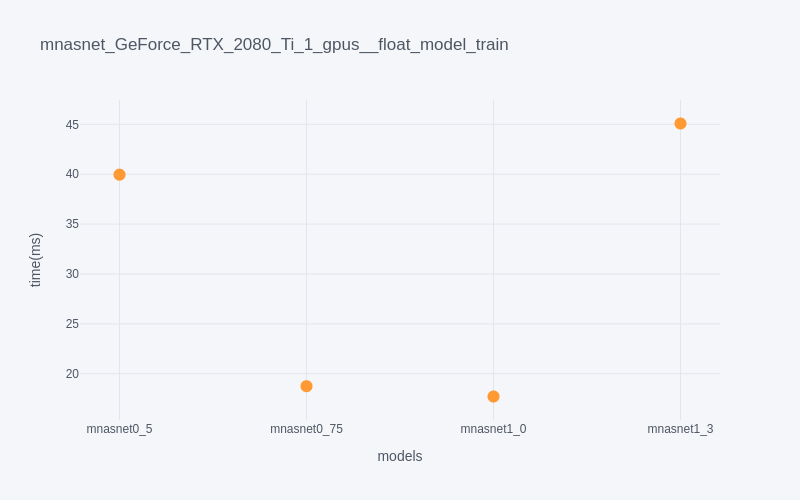 mnasnet_GeForce_RTX_2080_Ti_1_gpus__float_model_train
time(ms)
45
40
35
30
25
20
mnasnet0_5
mnasnet0_75
mnasnet1_0
mnasnet1_3
models